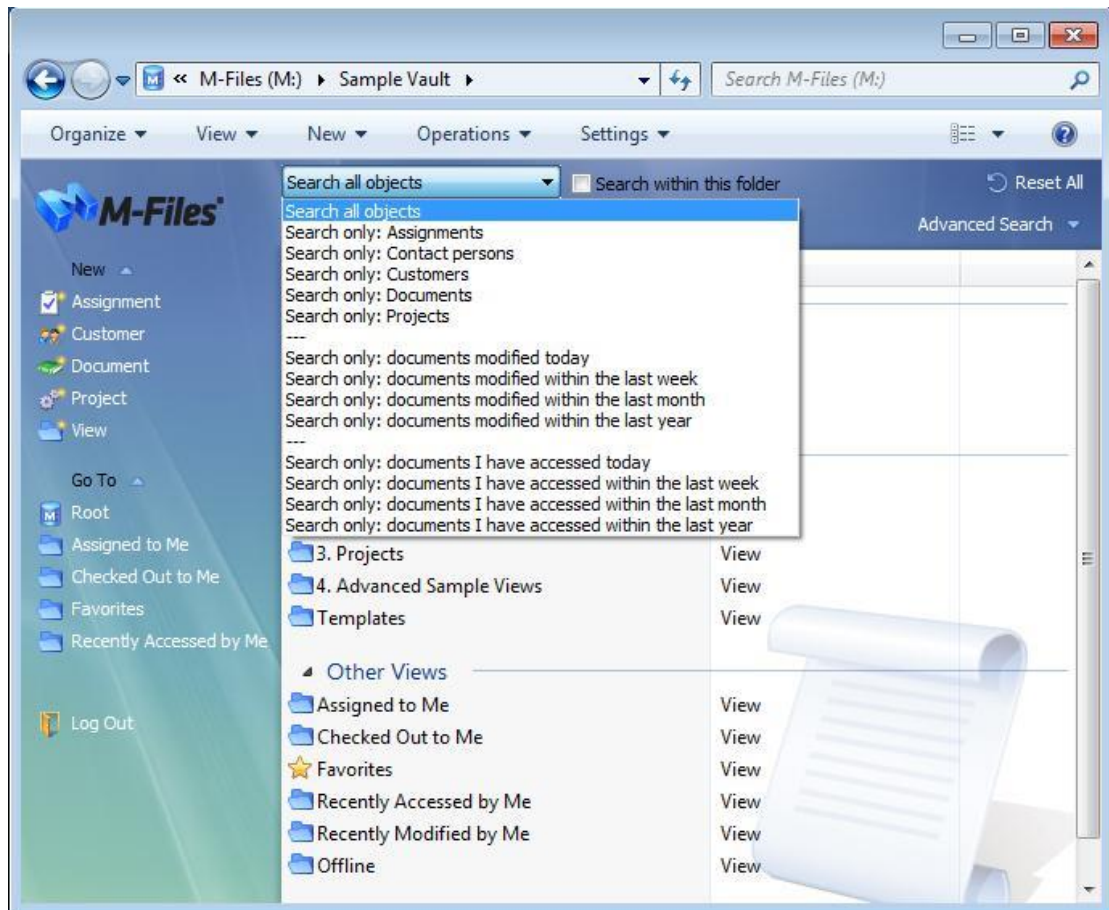 « M-Files (M:) ▸ Sample Vault ▸
Search M-Files (M:)
Organize View New Operations Settings
M-Files
Search all objects
Search within this folder
Reset All
Advanced Search
Search all objects
Search only: Assignments
Search only: Contact persons
Search only: Customers
Search only: Documents
Search only: Projects
---
Search only: documents modified today
Search only: documents modified within the last week
Search only: documents modified within the last month
Search only: documents modified within the last year
---
Search only: documents I have accessed today
Search only: documents I have accessed within the last week
Search only: documents I have accessed within the last month
Search only: documents I have accessed within the last year
New
Assignment
Customer
Document
Project
View
Go To
Root
Assigned to Me
Checked Out to Me
Favorites
Recently Accessed by Me
Log Out
3. Projects View
4. Advanced Sample Views View
Templates View
Other Views
Assigned to Me View
Checked Out to Me View
Favorites View
Recently Accessed by Me View
Recently Modified by Me View
Offline View